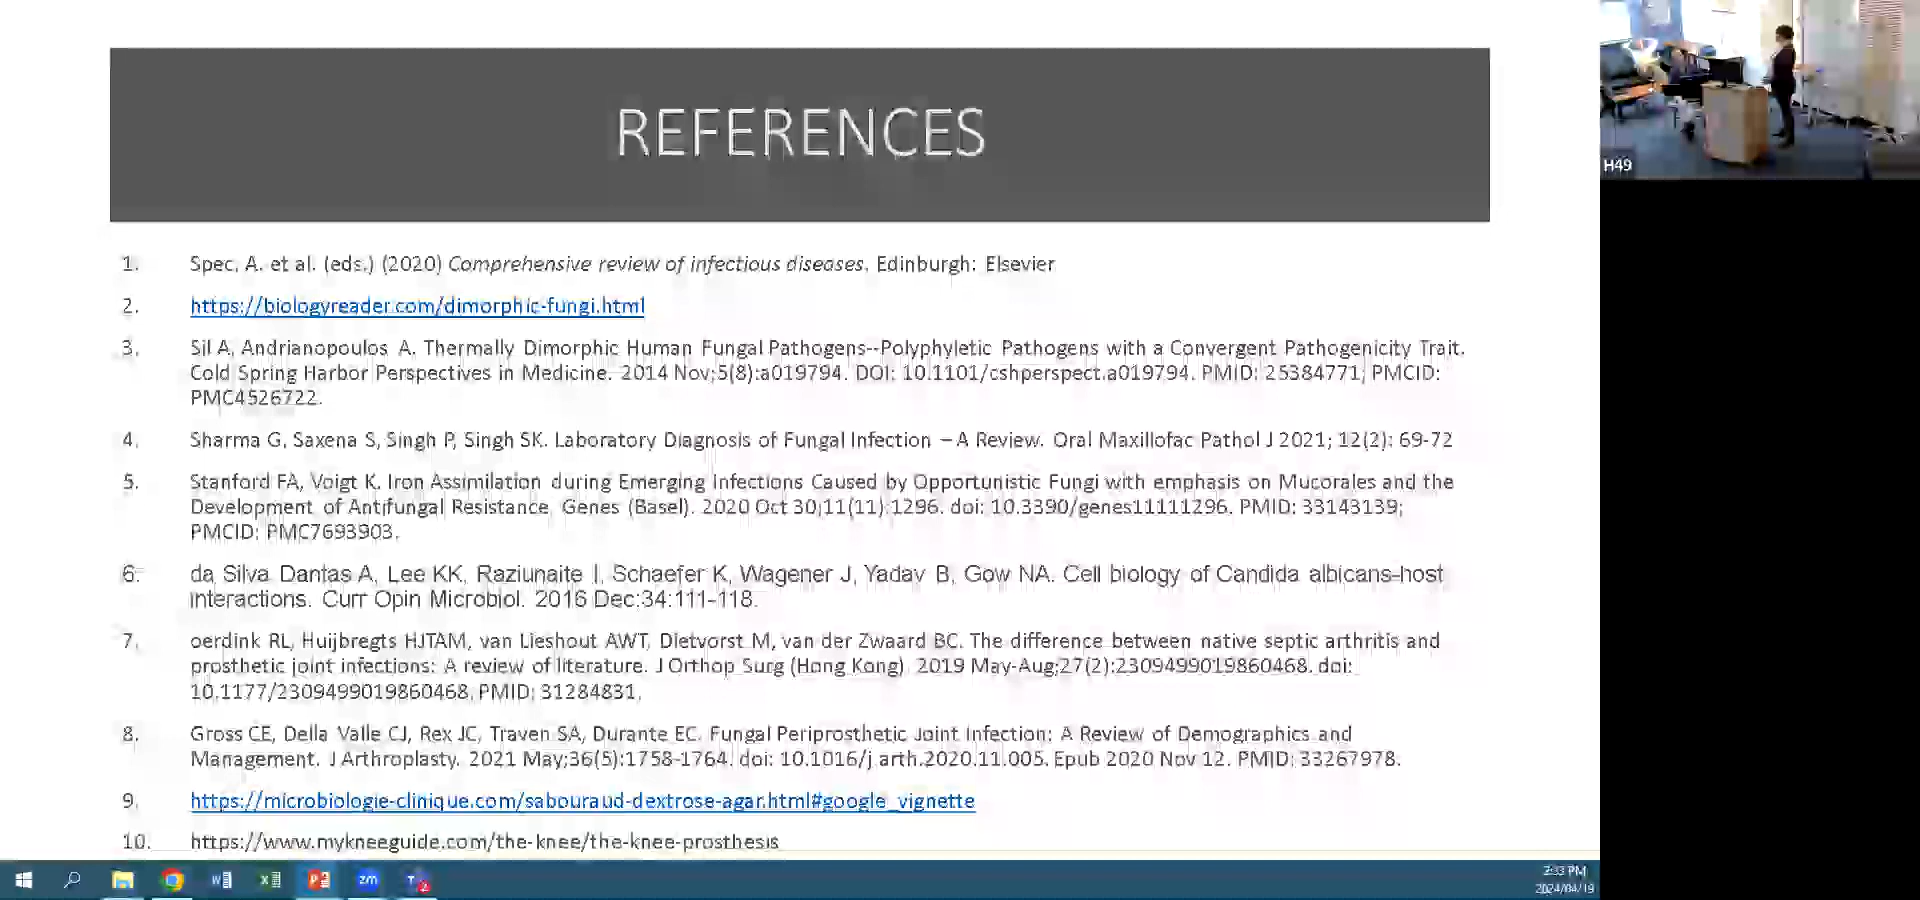 REFERENCES
H49
1. Spec, A. et al. (eds.) (2020) Comprehensive review of infectious diseases. Edinburgh: Elsevier
2. https://biologyreader.com/dimorphic-fungi.html
3. Sil A, Andrianopoulos A. Thermally Dimorphic Human Fungal Pathogens--Polyphyletic Pathogens with a Convergent Pathogenicity Trait.
Cold Spring Harbor Perspectives in Medicine. 2014 Nov;5(8):a019794. DOI: 10.1101/cshperspect.a019794. PMID: 25384771; PMCID:
PMC4526722.
4. Sharma G, Saxena S, Singh P, Singh SK. Laboratory Diagnosis of Fungal Infection – A Review. Oral Maxillofac Pathol J 2021; 12(2): 69-72
5. Stanford FA, Voigt K. Iron Assimilation during Emerging Infections Caused by Opportunistic Fungi with emphasis on Mucorales and the
Development of Antifungal Resistance. Genes (Basel). 2020 Oct 30;11(11):1296. doi: 10.3390/genes11111296. PMID: 33143139;
PMCID: PMC7693903.
6. da Silva Dantas A, Lee KK, Raziunaite I, Schaefer K, Wagener J, Yadav B, Gow NA. Cell biology of Candida albicans-host
interactions. Curr Opin Microbiol. 2016 Dec;34:111-118.
7. oerdink RL, Huijbregts HJTAM, van Lieshout AWT, Dietvorst M, van der Zwaard BC. The difference between native septic arthritis and
prosthetic joint infections: A review of literature. J Orthop Surg (Hong Kong). 2019 May-Aug;27(2):2309499019860468. doi:
10.1177/2309499019860468. PMID: 31284831.
8. Gross CE, Della Valle CJ, Rex JC, Traven SA, Durante EC. Fungal Periprosthetic Joint Infection: A Review of Demographics and
Management. J Arthroplasty. 2021 May;36(5):1758-1764. doi: 10.1016/j.arth.2020.11.005. Epub 2020 Nov 12. PMID: 33267978.
9. https://microbiologie-clinique.com/sabouraud-dextrose-agar.html#google_vignette
10. https://www.mykneeguide.com/the-knee/the-knee-prosthesis
zm
2:33 PM
2024/04/19